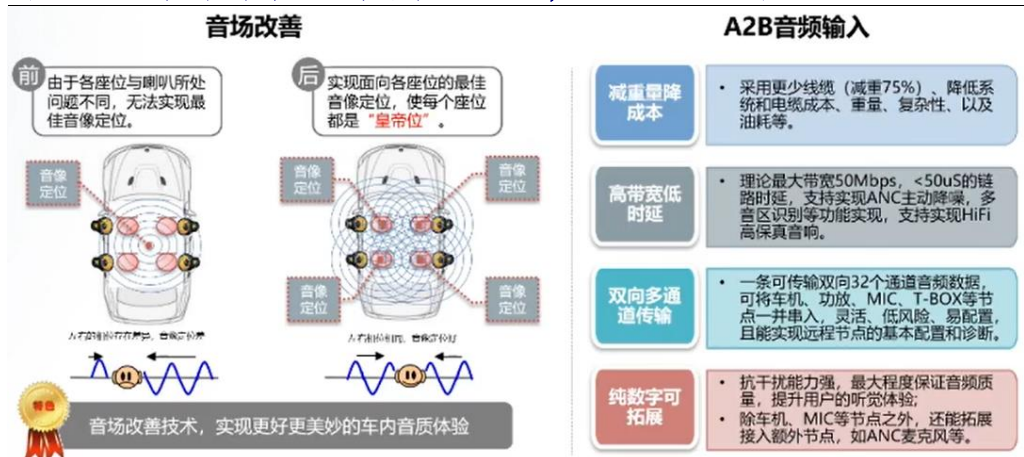 音场改善
前
由于各座位与喇叭所处
问题不同，无法实现最
佳音像定位。
后
实现面向各座位的最佳
音像定位，使每个座位
都是“皇帝位”。
音像
定位
音像
定位
音像
定位
音像
定位
音像
定位
特色
音场改善技术，实现更好更美妙的车内音质体验
A2B音频输入
减重量降
成本
• 采用更少线缆（减重75%）、降低系
统和电缆成本、重量、复杂性、以及
油耗等。
高带宽低
时延
• 理论最大带宽50Mbps，<50uS的链
路时延，支持实现ANC主动降噪，多
音区识别等功能实现，支持实现HiFi
高保真音响。
双向多通
道传输
• 一条可传输双向32个通道音频数据，
可将车机、功放、MIC、T-BOX等节
点一并串入，灵活、低风险、易配置，
且能实现远程节点的基本配置和诊断。
纯数字可
拓展
• 抗干扰能力强，最大程度保证音频质
量，提升用户的听觉体验;
• 除车机、MIC等节点之外，还能拓展
接入额外节点，如ANC麦克风等。